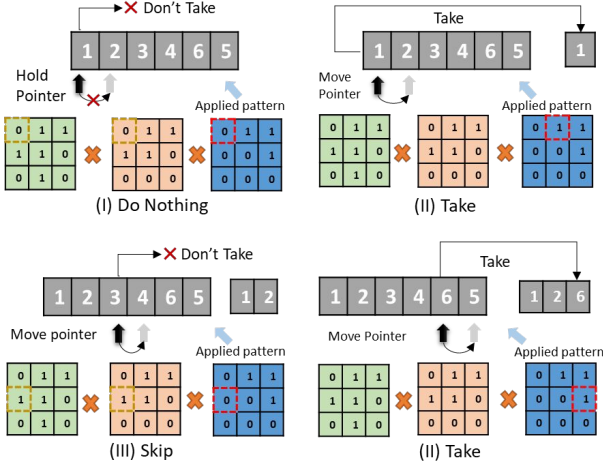 Don't Take
1 2 3 4 6 5
Hold
Pointer
Applied pattern
0 1 1 0 1 1 0 1 1
1 1 0 1 1 0 0 0 1
0 1 0 0 0 0 0 0 0
(I) Do Nothing
Take
1 2 3 4 6 5 1
Move
Pointer
Applied pattern
0 1 1 0 1 1 0 1 1
1 1 0 1 1 0 0 0 1
0 1 0 0 0 0 0 0 0
(II) Take
Don't Take
1 2 3 4 6 5 1 2
Move pointer
Applied pattern
0 1 1 0 1 1 0 1 1
1 1 0 1 1 0 0 0 1
0 1 0 0 0 0 0 0 0
(III) Skip
Take
1 2 3 4 6 5 1 2 6
Move Pointer
Applied pattern
0 1 1 0 1 1 0 1 1
1 1 0 1 1 0 0 0 1
0 1 0 0 0 0 0 0 0
(II) Take